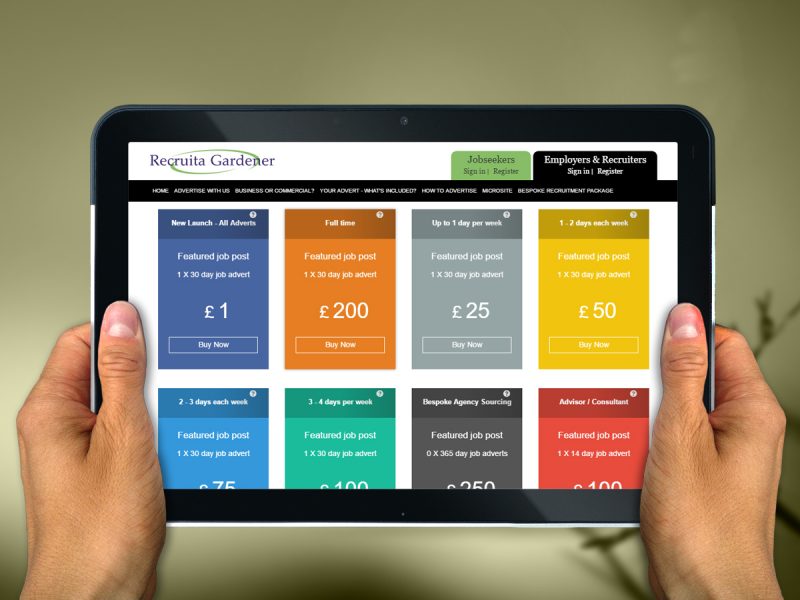 Recruita Gardener
Jobseekers
Sign in | Register
Employers & Recruiters
Sign in | Register
HOME ADVERTISE WITH US BUSINESS OR COMMERCIAL? YOUR ADVERT - WHAT'S INCLUDED? HOW TO ADVERTISE MICROSITE BESPOKE RECRUITMENT PACKAGE
New Launch - All Adverts ?
Featured job post
1 X 30 day job advert
£ 1
Buy Now
Full time ?
Featured job post
1 X 30 day job advert
£ 200
Buy Now
Up to 1 day per week ?
Featured job post
1 X 30 day job advert
£ 25
Buy Now
1 - 2 days each week ?
Featured job post
1 X 30 day job advert
£ 50
Buy Now
2 - 3 days each week ?
Featured job post
1 X 30 day job advert
£ 75
3 - 4 days per week ?
Featured job post
1 X 30 day job advert
£ 100
Bespoke Agency Sourcing ?
Featured job post
0 X 365 day job adverts
£ 250
Advisor / Consultant ?
Featured job post
1 X 14 day job advert
£ 100